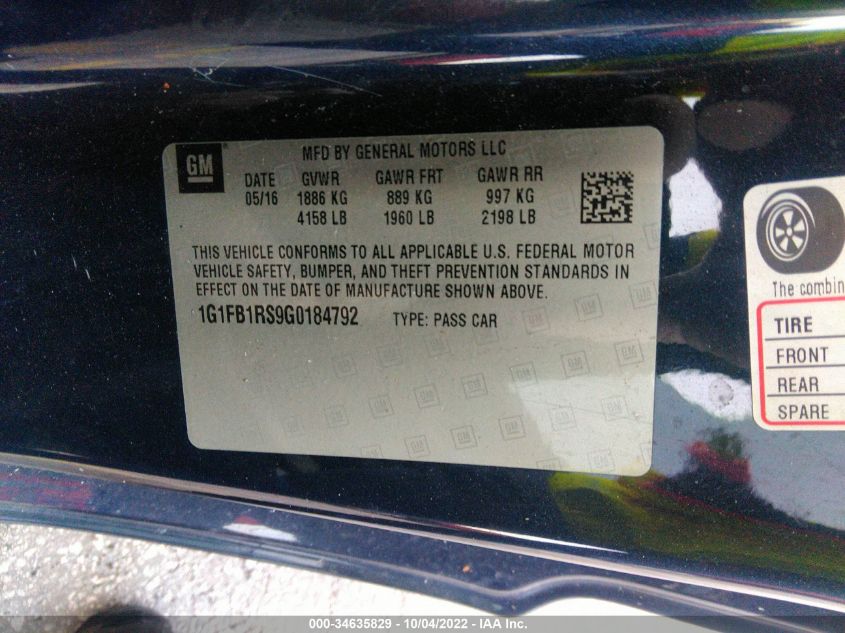 GM
MFD BY GENERAL MOTORS LLC
DATE GVWR GAWR FRT GAWR RR
05/16 1886 KG 889 KG 997 KG
4158 LB 1960 LB 2198 LB
THIS VEHICLE CONFORMS TO ALL APPLICABLE U.S. FEDERAL MOTOR
VEHICLE SAFETY, BUMPER, AND THEFT PREVENTION STANDARDS IN
EFFECT ON THE DATE OF MANUFACTURE SHOWN ABOVE.
1G1FB1RS9G0184792 TYPE: PASS CAR
The combin
TIRE
FRONT
REAR
SPARE
000-34635829 - 10/04/2022 - IAA Inc.